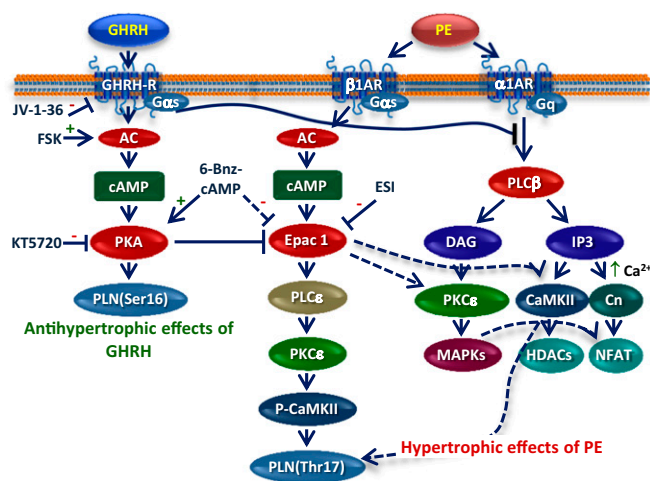 GHRH
PE
GHRH-R
β1AR
α1AR
Gαs
Gαs
Gq
JV-1-36
-
FSK
+
AC
AC
6-Bnz-
cAMP
ESI
PLCβ
cAMP
cAMP
+
-
-
KT5720
-
PKA
Epac 1
DAG
IP3
↑ Ca²⁺
PLN(Ser16)
PLCε
PKCε
CaMKII
Cn
Antihypertrophic effects of
GHRH
PKCε
MAPKs
HDACs
NFAT
P-CaMKII
Hypertrophic effects of PE
PLN(Thr17)